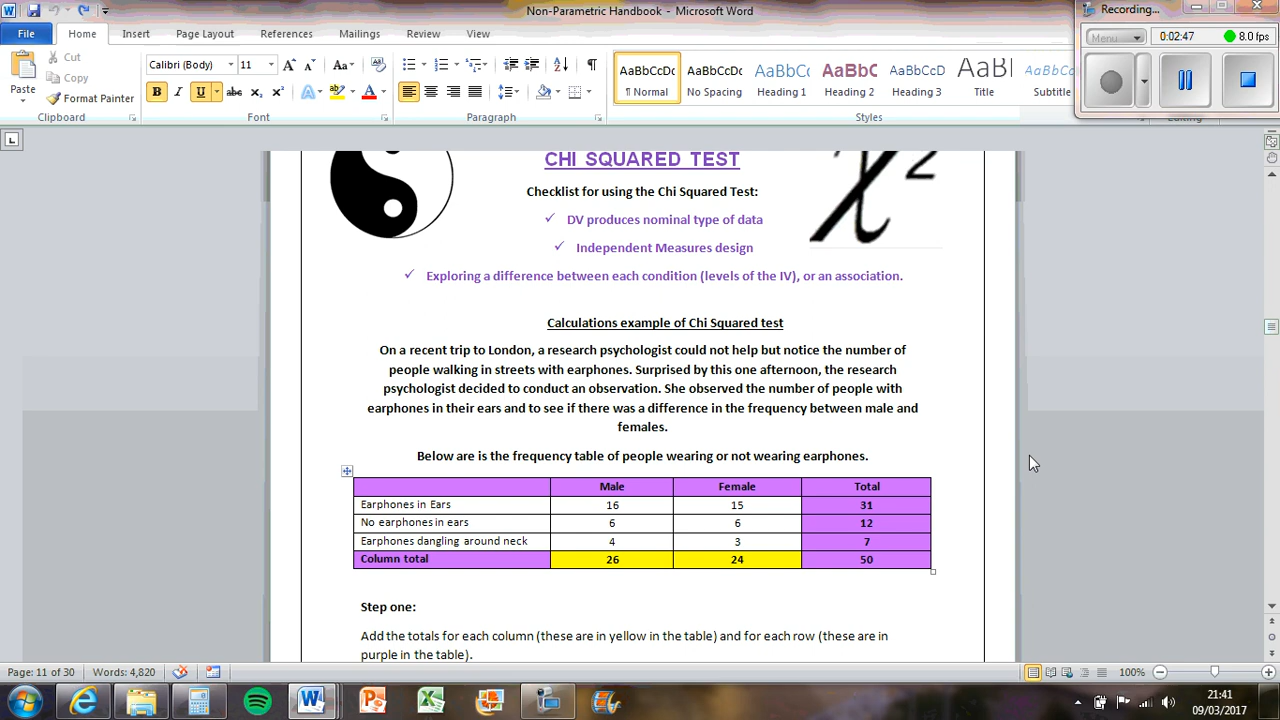 Non-Parametric Handbook - Microsoft Word
Recording...
File Home Insert Page Layout References Mailings Review View
Menu 0:02:47 8.0 fps
Paste
Cut
Copy
Format Painter
Clipboard
Calibri (Body) 11
Font
Paragraph
AaBbCcDc AaBbCcDc AaBbCc AaBbC AaBbCcD AaBl AaBbCcD
¶ Normal No Spacing Heading 1 Heading 2 Heading 3 Title Subtitle
Styles
Editing
CHI SQUARED TEST
χ2
Checklist for using the Chi Squared Test:
✓ DV produces nominal type of data
✓ Independent Measures design
✓ Exploring a difference between each condition (levels of the IV), or an association.
Calculations example of Chi Squared test
On a recent trip to London, a research psychologist could not help but notice the number of
people walking in streets with earphones. Surprised by this one afternoon, the research
psychologist decided to conduct an observation. She observed the number of people with
earphones in their ears and to see if there was a difference in the frequency between male and
females.
Below are is the frequency table of people wearing or not wearing earphones.
Male Female Total
Earphones in Ears 16 15 31
No earphones in ears 6 6 12
Earphones dangling around neck 4 3 7
Column total 26 24 50
Step one:
Add the totals for each column (these are in yellow in the table) and for each row (these are in
purple in the table).
Page: 11 of 30 Words: 4,820 100%
21:41
09/03/2017